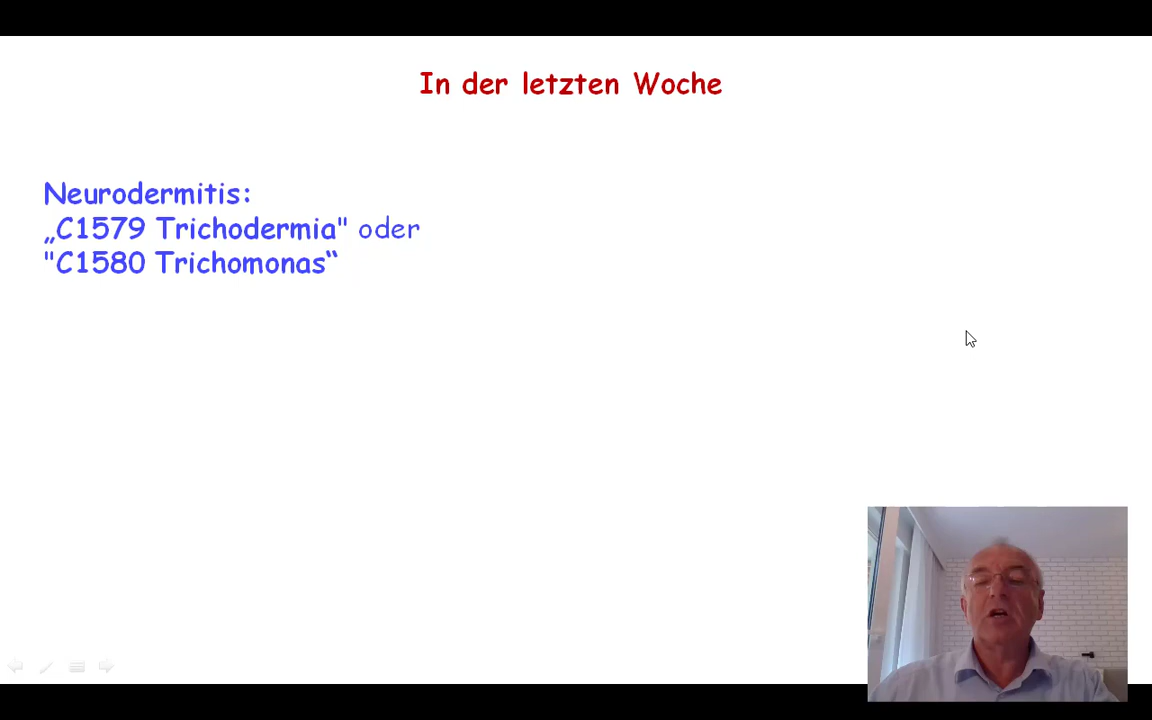 In der letzten Woche
Neurodermitis:
„C1579 Trichodermia" oder
"C1580 Trichomonas“